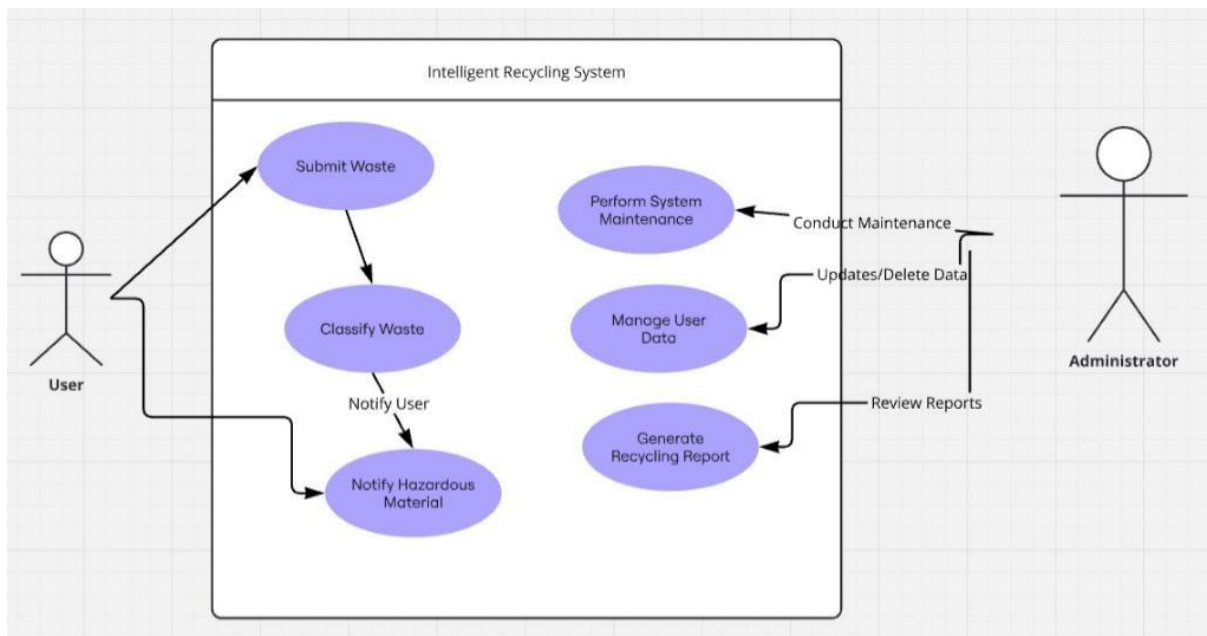 Intelligent Recycling System
Submit Waste
Perform System
Maintenance
Conduct Maintenance
Updates/Delete Data
Classify Waste
Manage User
Data
User
Administrator
Notify User
Review Reports
Generate
Recycling Report
Notify Hazardous
Material